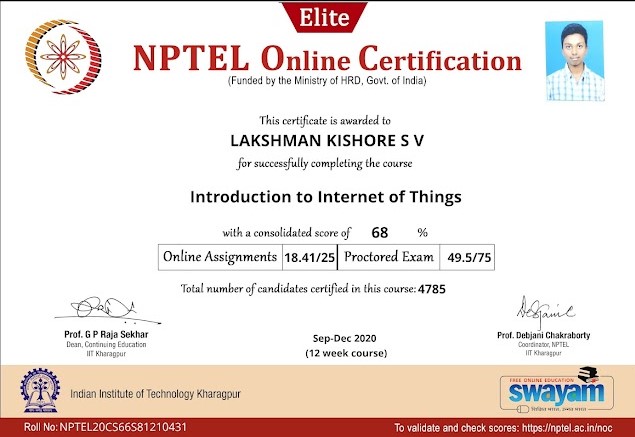 Elite
NPTEL Online Certification
(Funded by the Ministry of HRD, Govt. of India)
This certificate is awarded to
LAKSHMAN KISHORE S V
for successfully completing the course
Introduction to Internet of Things
with a consolidated score of 68 %
Online Assignments 18.41/25 Proctored Exam 49.5/75
Total number of candidates certified in this course: 4785
Prof. G P Raja Sekhar
Dean, Continuing Education
IIT Kharagpur
Sep-Dec 2020
(12 week course)
Prof. Debjani Chakraborty
Coordinator, NPTEL
IIT Kharagpur
Indian Institute of Technology Kharagpur
FREE ONLINE EDUCATION
swayam
Roll No: NPTEL20CS66S81210431
To validate and check scores: https://nptel.ac.in/noc